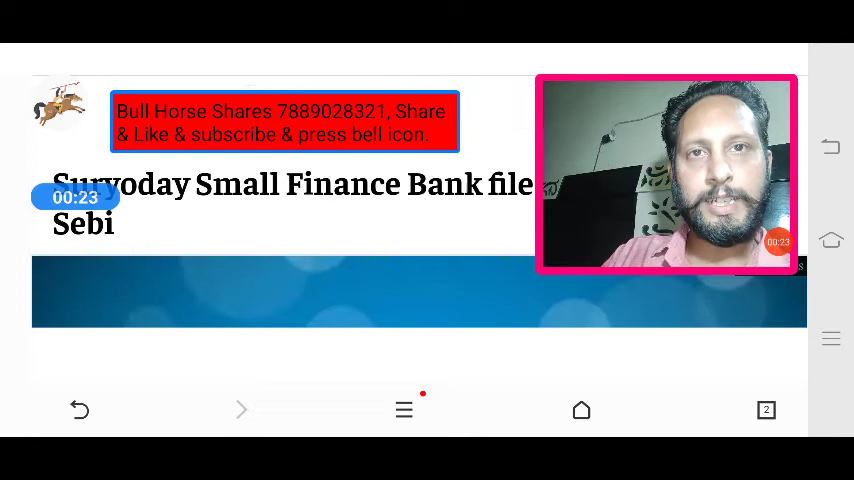 Bull Horse Shares 7889028321, Share
& Like & subscribe & press bell icon.
Suryoday Small Finance Bank file
Sebi
00:23
00:23
2